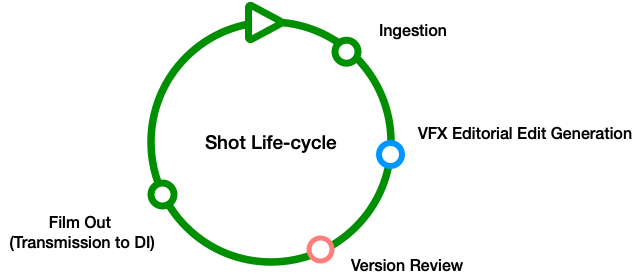 Ingestion
VFX Editorial Edit Generation
Shot Life-cycle
Film Out
(Transmission to DI)
Version Review